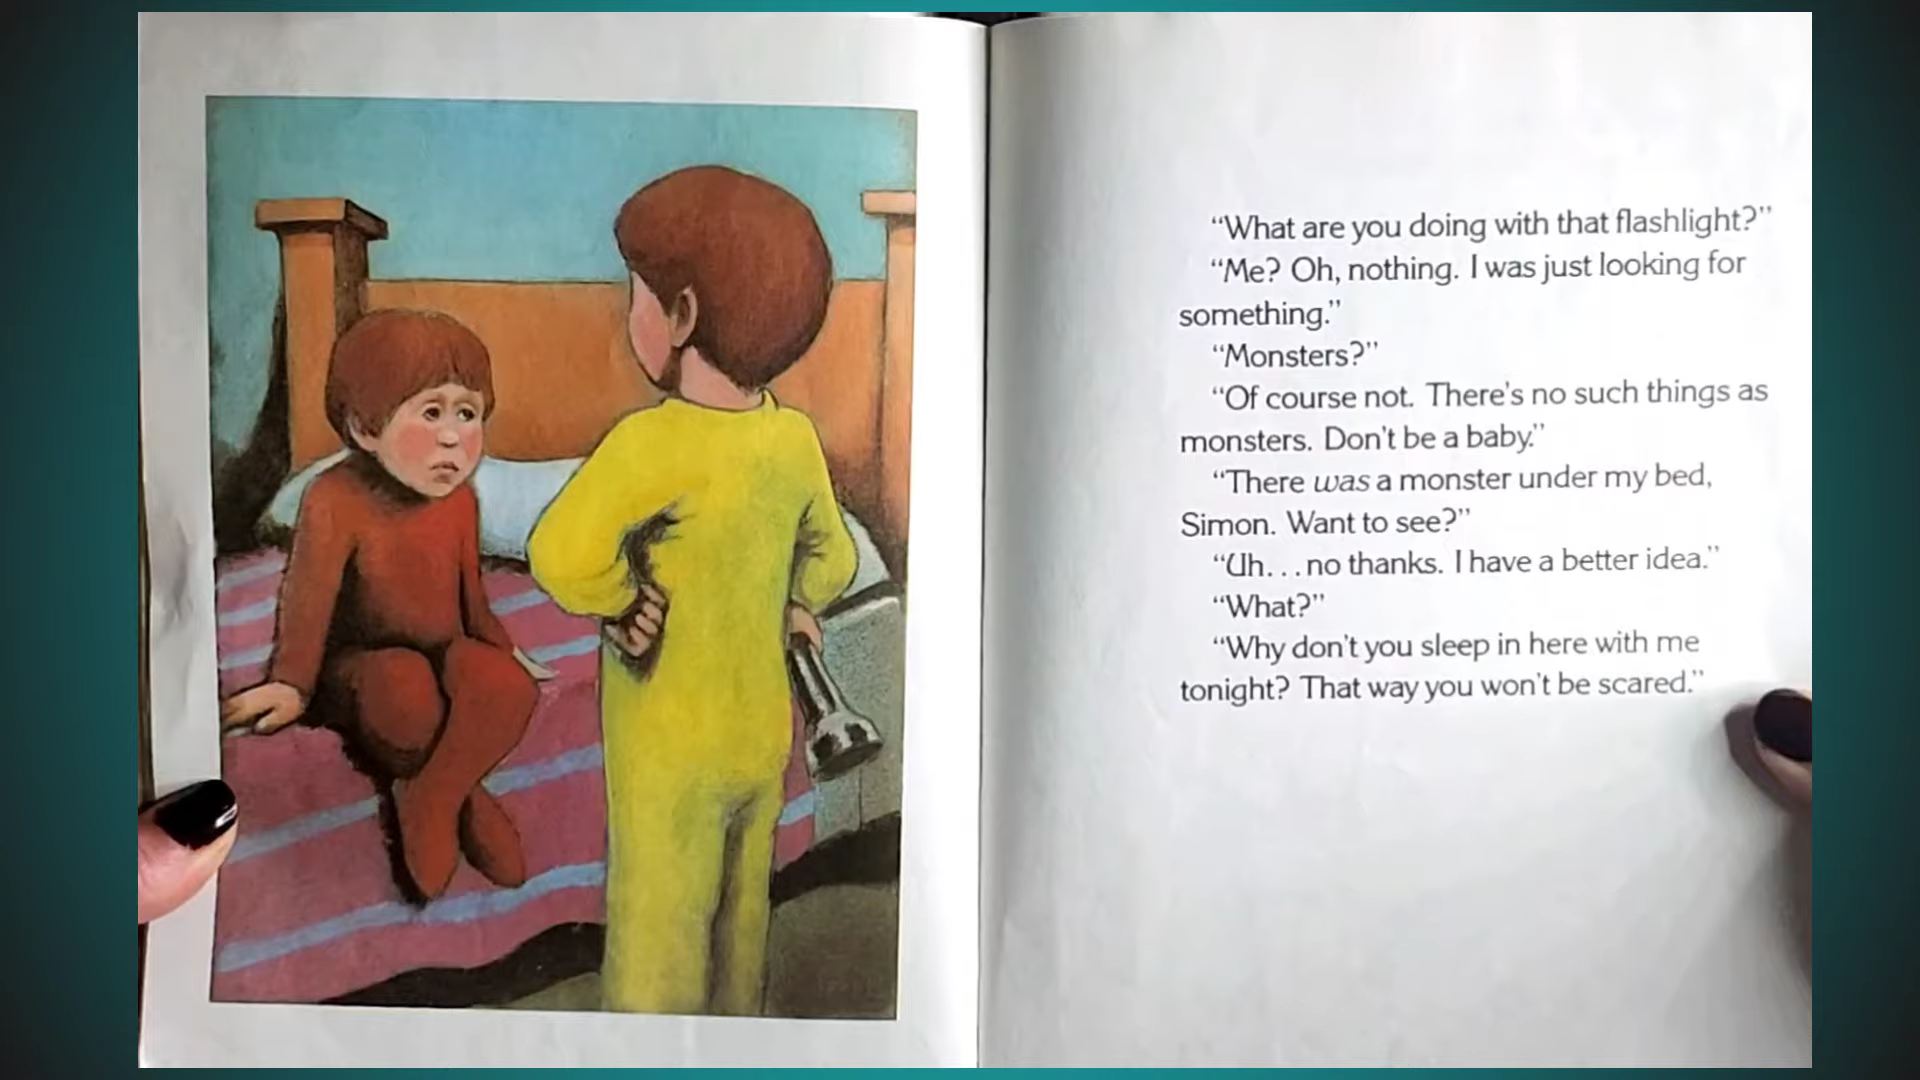 “What are you doing with that flashlight?”
“Me? Oh, nothing. I was just looking for
something.”
“Monsters?”
“Of course not. There’s no such things as
monsters. Don’t be a baby.”
“There was a monster under my bed,
Simon. Want to see?”
“Uh. . . no thanks. I have a better idea.”
“What?”
“Why don’t you sleep in here with me
tonight? That way you won’t be scared.”